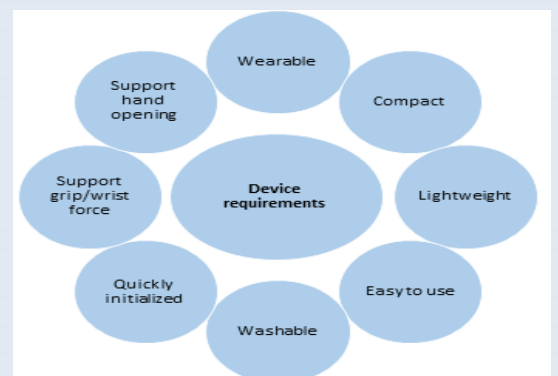 Wearable
Compact
Lightweight
Easy to use
Washable
Quickly
initialized
Support
grip/wrist
force
Support
hand
opening
Device
requirements